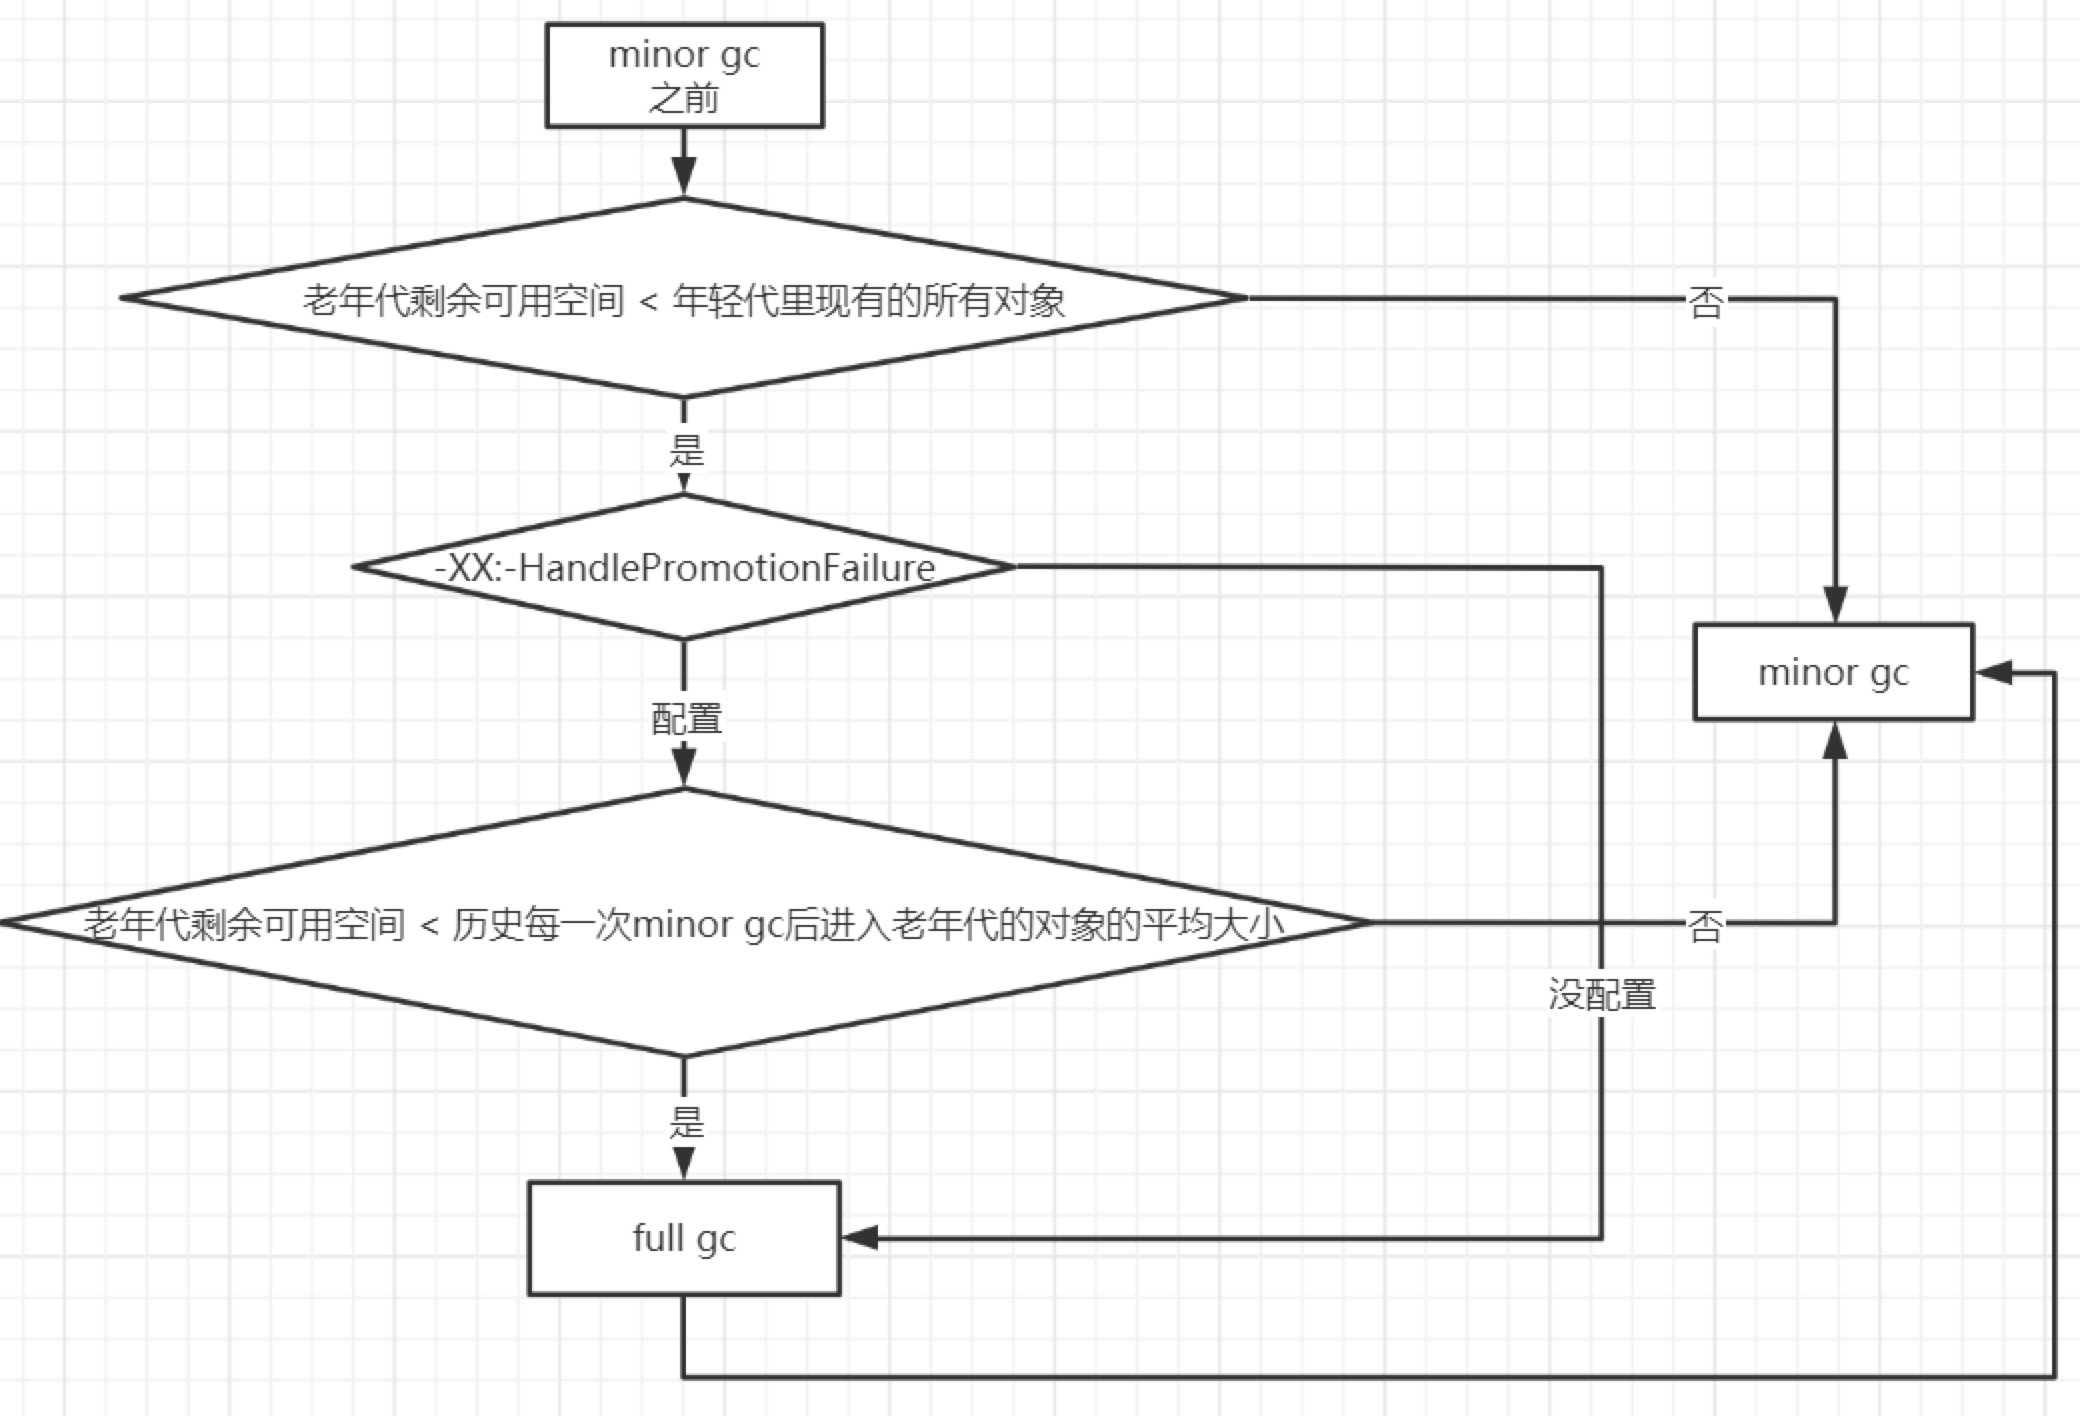 minor gc
之前
老年代剩余可用空间 < 年轻代里现有的所有对象
否
是
-XX:-HandlePromotionFailure
minor gc
配置
老年代剩余可用空间 < 历史每一次minor gc后进入老年代的对象的平均大小
否
没配置
是
full gc